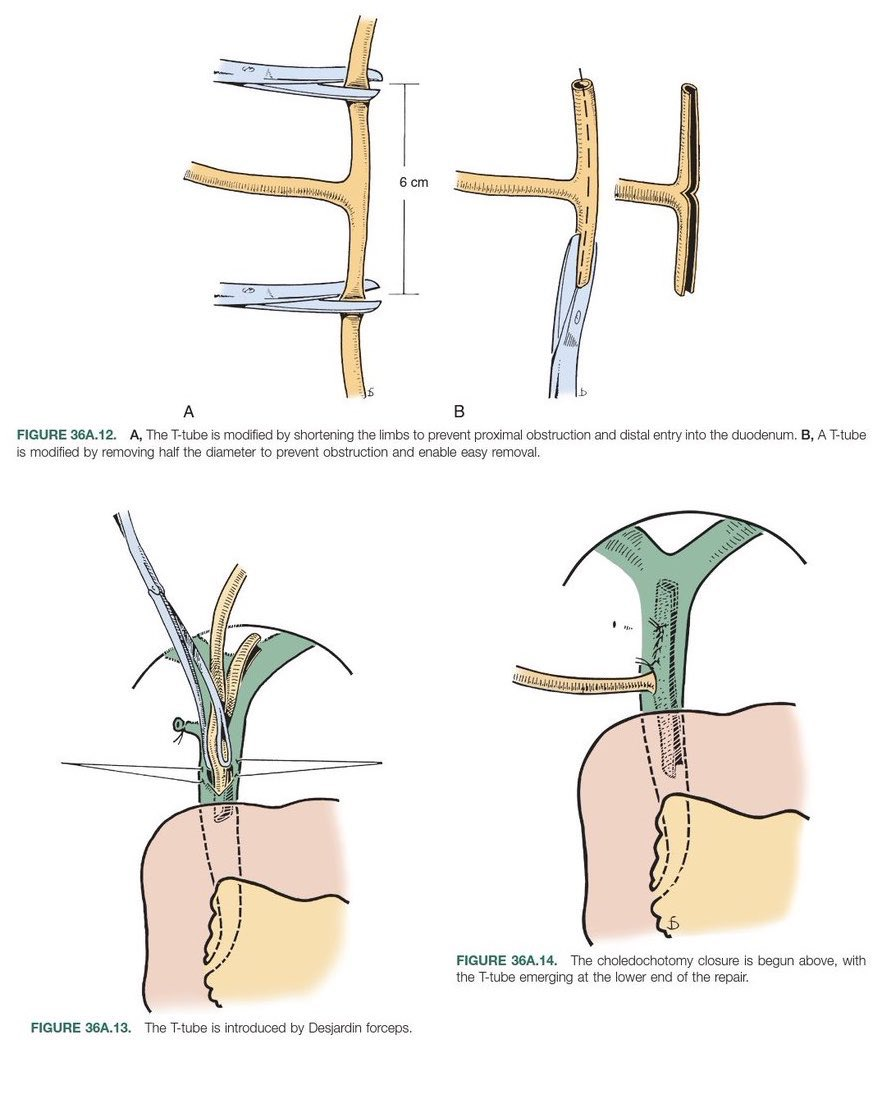 6 cm
A
B
FIGURE 36A.12. A, The T-tube is modified by shortening the limbs to prevent proximal obstruction and distal entry into the duodenum. B, A T-tube
is modified by removing half the diameter to prevent obstruction and enable easy removal.
FIGURE 36A.13. The T-tube is introduced by Desjardin forceps.
FIGURE 36A.14. The choledochotomy closure is begun above, with
the T-tube emerging at the lower end of the repair.